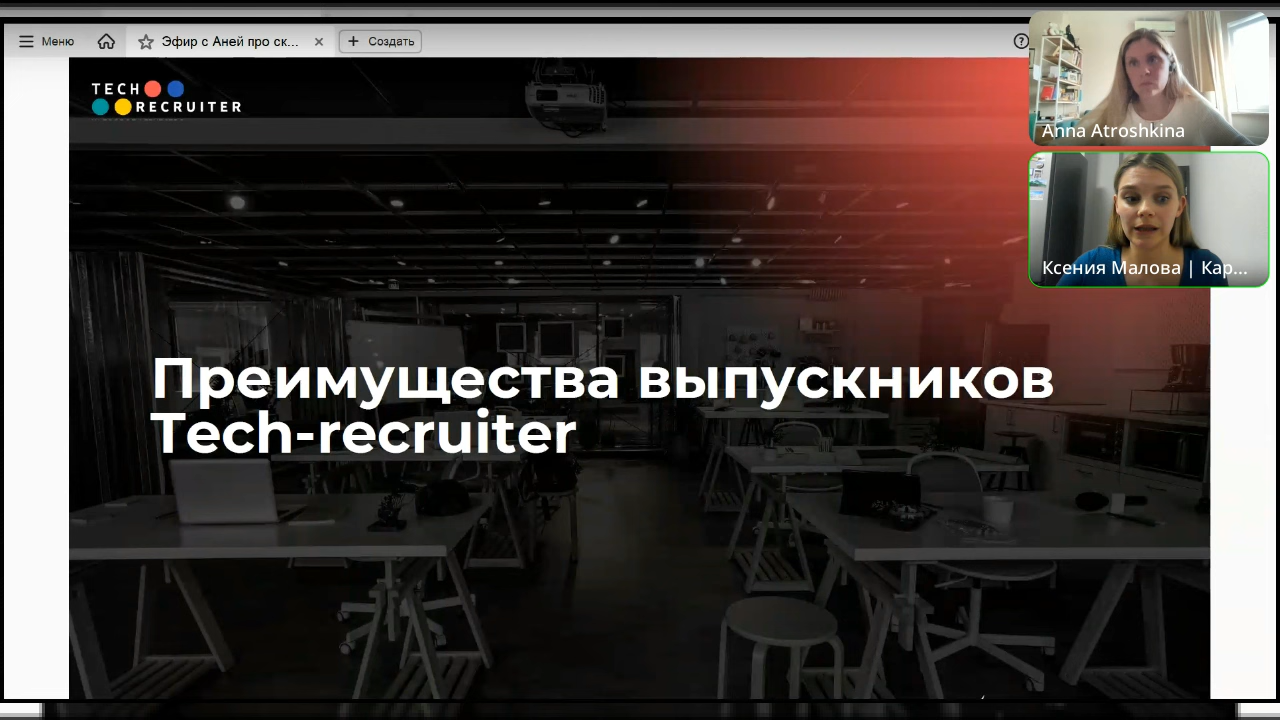 Меню
Эфир с Аней про ск...
Создать
TECH
RECRUITER
Преимущества выпускников
Tech-recruiter
Anna Atroshkina
Ксения Малова | Кар...